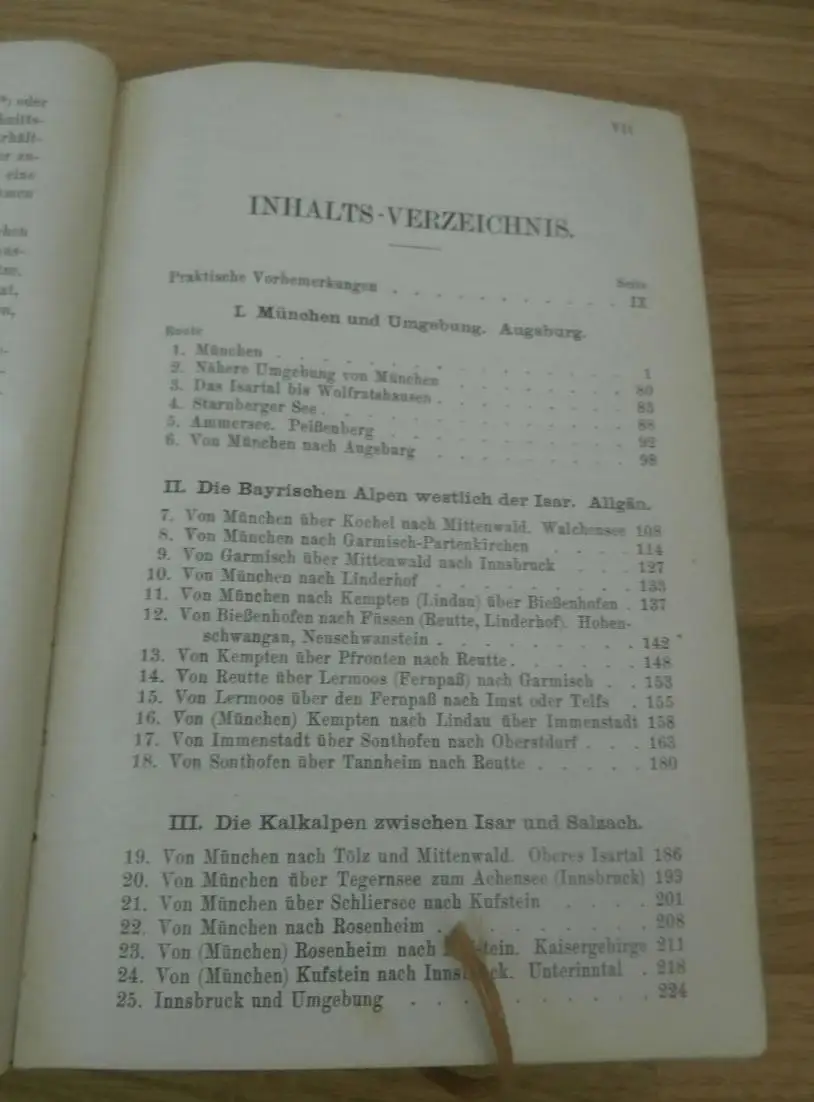 oder
eine
VII
INHALTS-VERZEICHNIS.
Seite
Praktische Vorbemerkungen . . . . . . . . . . . IX
I. München und Umgebung. Augsburg.
Route
1. München . . . . . . . . . . . . . 1
2. Nähere Umgebung von München . . . . . . 80
3. Das Isartal bis Wolfratshausen . . . . . . . 83
4. Starnberger See . . . . . . . . . . . 88
5. Ammersee. Peißenberg . . . . . . . . . 92
6. Von München nach Augsburg . . . . . . . 98
II. Die Bayrischen Alpen westlich der Isar. Allgäu.
7. Von München über Kochel nach Mittenwald. Walchensee 108
8. Von München nach Garmisch-Partenkirchen . . . . 114
9. Von Garmisch über Mittenwald nach Innsbruck . . . 127
10. Von München nach Linderhof . . . . . . . . 133
11. Von München nach Kempten (Lindau) über Bießenhofen . 137
12. Von Bießenhofen nach Füssen (Reutte, Linderhof). Hohen-
schwangau, Neuschwanstein . . . . . . . . 142
13. Von Kempten über Pfronten nach Reutte . . . . . . 148
14. Von Reutte über Lermoos (Fernpaß) nach Garmisch . . 153
15. Von Lermoos über den Fernpaß nach Imst oder Telfs . 155
16. Von (München) Kempten nach Lindau über Immenstadt 158
17. Von Immenstadt über Sonthofen nach Oberstdorf . . . 163
18. Von Sonthofen über Tannheim nach Reutte . . . . . 180
III. Die Kalkalpen zwischen Isar und Salzach.
19. Von München nach Tölz und Mittenwald. Oberes Isartal 186
20. Von München über Tegernsee zum Achensee (Innsbruck) 193
21. Von München über Schliersee nach Kufstein . . . . 201
22. Von München nach Rosenheim . . . . . . . . 208
23. Von (München) Rosenheim nach Kufstein. Kaisergebirge 211
24. Von (München) Kufstein nach Innsbruck. Unterinntal . 218
25. Innsbruck und Umgebung . . . . . . . . . 224